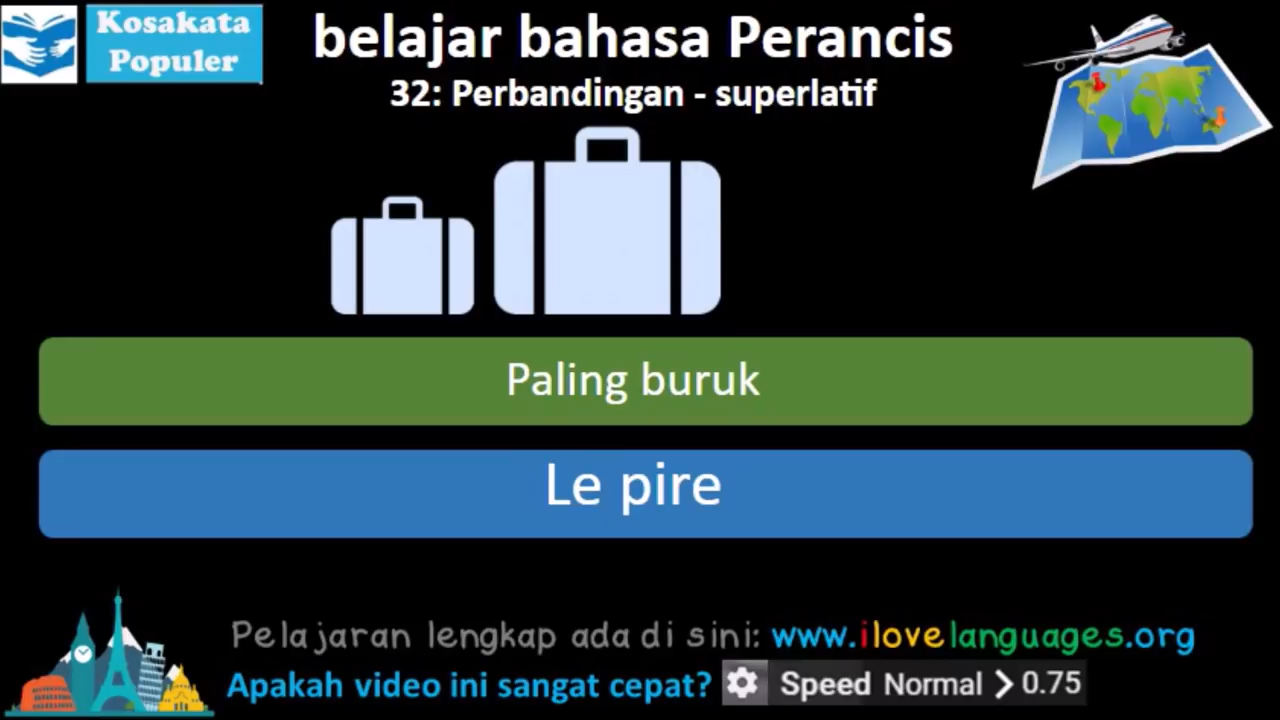 Kosakata
Populer
belajar bahasa Perancis
32: Perbandingan - superlatif
Paling buruk
Le pire
Pelajaran lengkap ada di sini: www.ilovelanguages.org
Apakah video ini sangat cepat? Speed Normal > 0.75